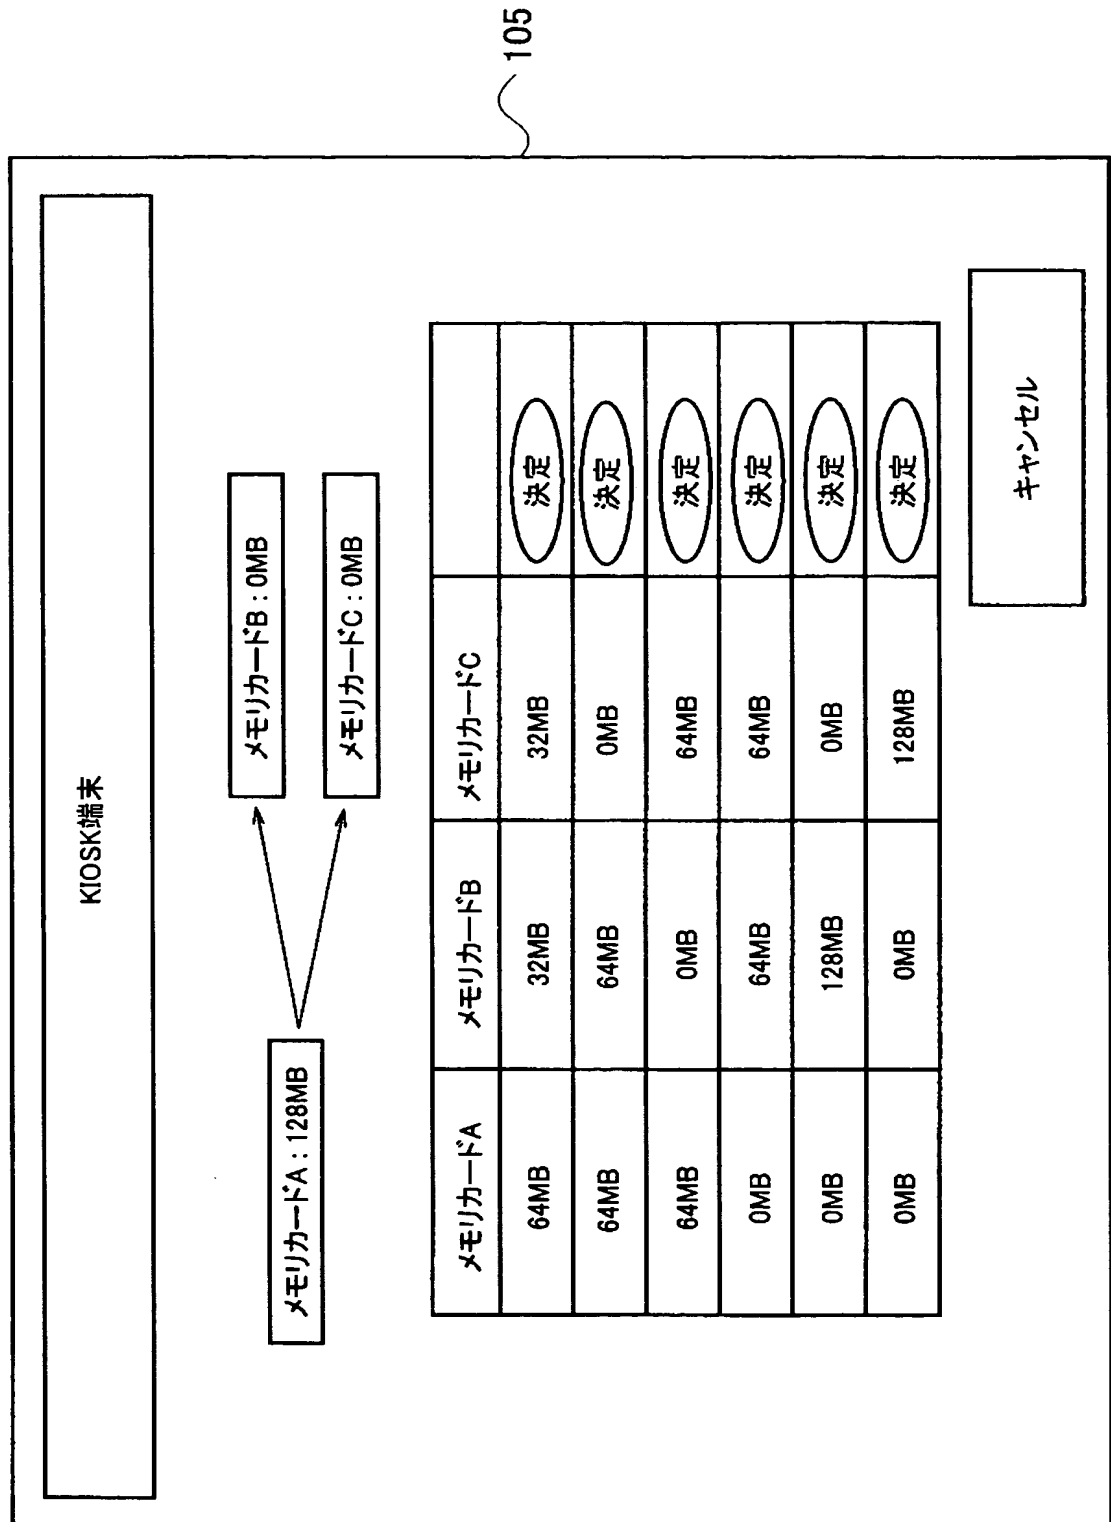 105
KIOSK端末
メモリカードA：128MB
メモリカードB：0MB
メモリカードC：0MB
メモリカードA メモリカードB メモリカードC
64MB 32MB 32MB 決定
64MB 64MB 0MB 決定
64MB 0MB 64MB 決定
0MB 64MB 64MB 決定
0MB 128MB 0MB 決定
0MB 0MB 128MB 決定
キャンセル